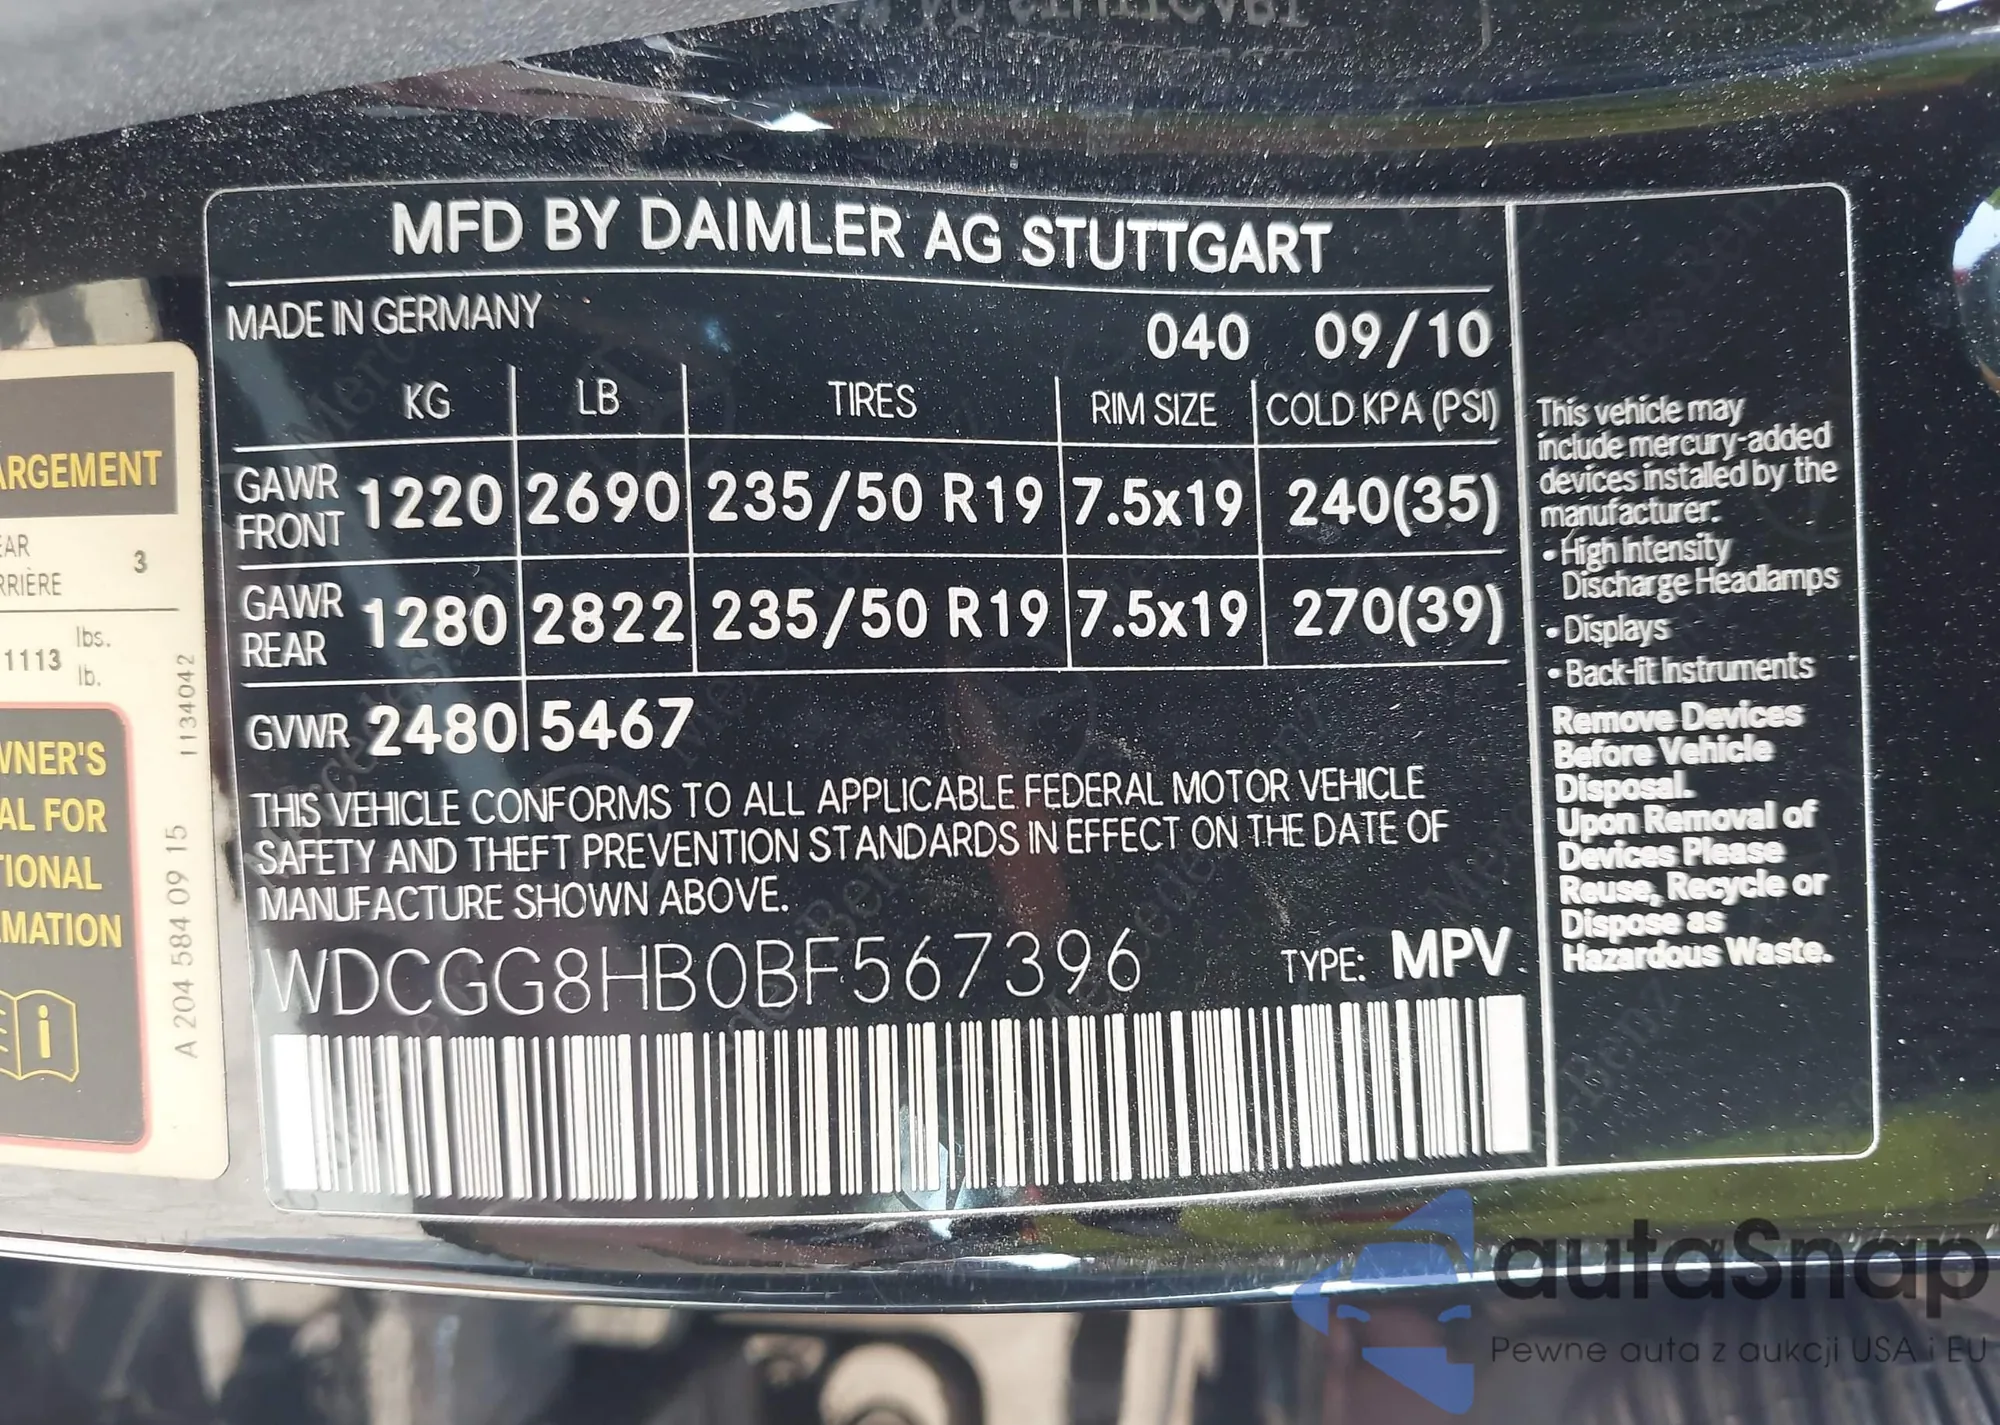 MFD BY DAIMLER AG STUTTGART
MADE IN GERMANY
040 09/10
KG LB TIRES RIM SIZE COLD KPA (PSI)
GAWR FRONT 1220 2690 235/50 R19 7.5x19 240(35)
GAWR REAR 1280 2822 235/50 R19 7.5x19 270(39)
GVWR 2480 5467
THIS VEHICLE CONFORMS TO ALL APPLICABLE FEDERAL MOTOR VEHICLE
SAFETY AND THEFT PREVENTION STANDARDS IN EFFECT ON THE DATE OF
MANUFACTURE SHOWN ABOVE.
WDCGG8HB0BF567396 TYPE: MPV
This vehicle may
include mercury-added
devices installed by the
manufacturer:
• High Intensity
Discharge Headlamps
• Displays
• Back-lit Instruments
Remove Devices
Before Vehicle
Disposal.
Upon Removal of
Devices Please
Reuse, Recycle or
Dispose as
Hazardous Waste.
ARGEMENT
EAR
RRIÈRE
3
1113 lbs.
lb.
WNER'S
AL FOR
TIONAL
RMATION
A 204 584 09 15 1134042
autaSnap
Pewne auta z aukcji USA i EU